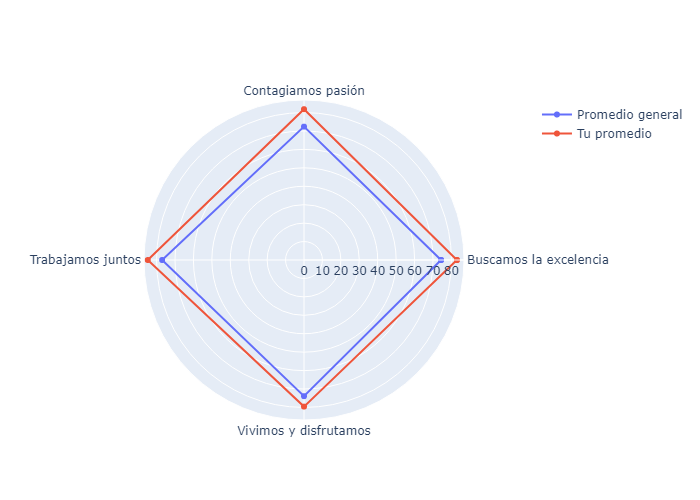 Contagiamos pasión
Promedio general
Tu promedio
Trabajamos juntos
Buscamos la excelencia
0 10 20 30 40 50 60 70 80
Vivimos y disfrutamos